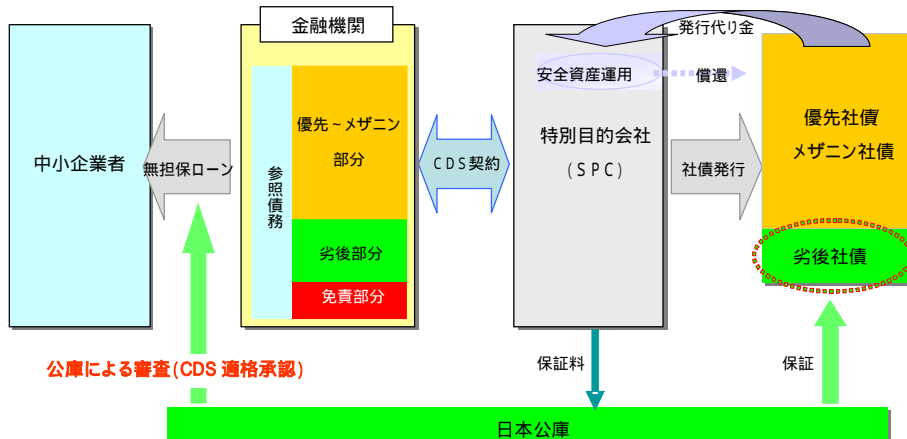 金融機関
発行代り金
安全資産運用
償還
優先～メザニン
部分
参照債務
劣後部分
免責部分
中小企業者
無担保ローン
CDS契約
特別目的会社
(SPC)
社債発行
優先社債
メザニン社債
劣後社債
公庫による審査(CDS 適格承認)
保証料
保証
日本公庫